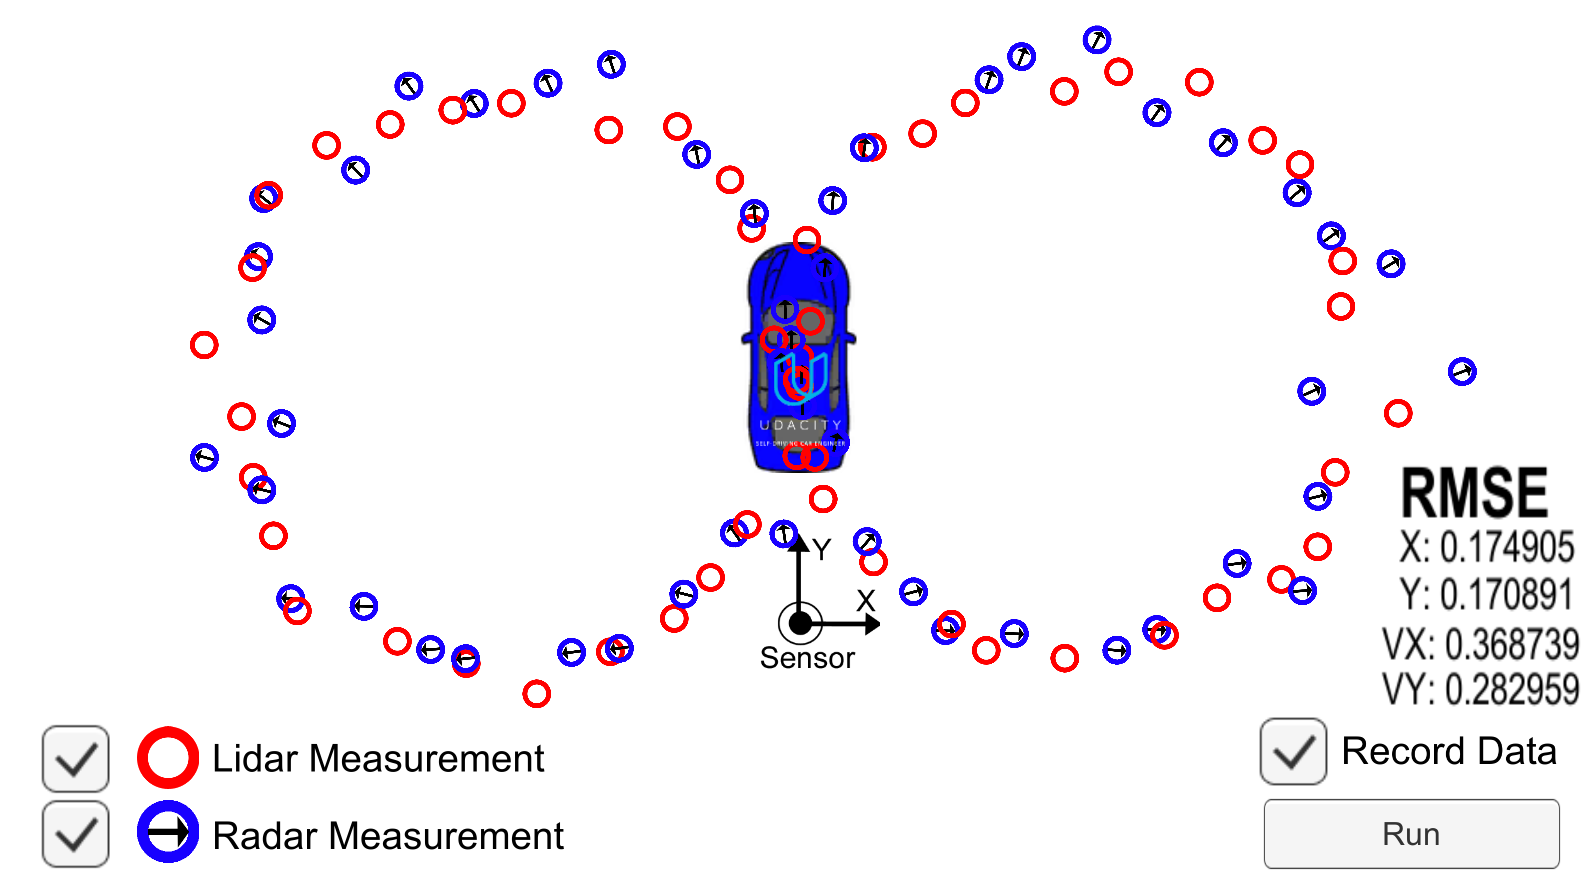 UDACITY
SELF DRIVING CAR ENGINEER
Y
X
Sensor
RMSE
X: 0.174905
Y: 0.170891
VX: 0.368739
VY: 0.282959
Lidar Measurement
Radar Measurement
Record Data
Run